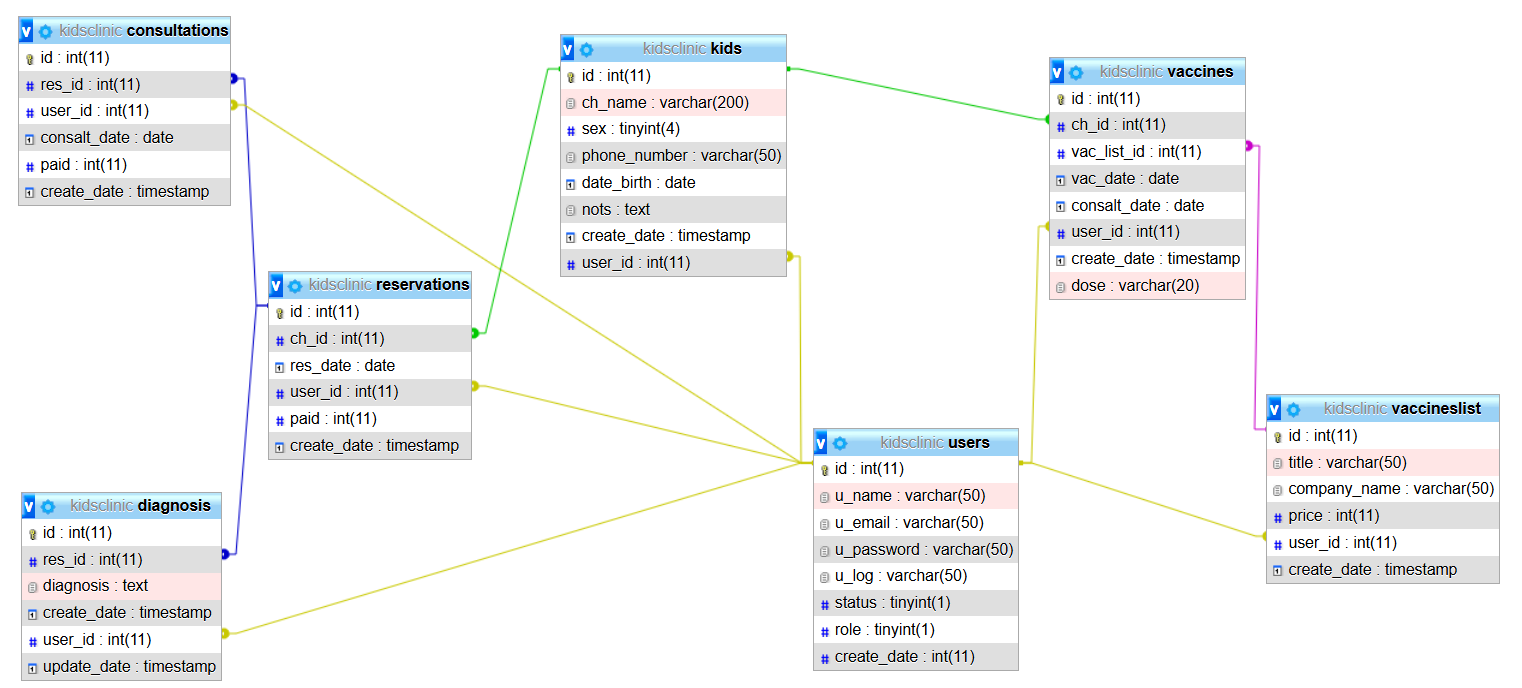 kidsclinic consultations
id : int(11)
res_id : int(11)
user_id : int(11)
consalt_date : date
paid : int(11)
create_date : timestamp
kidsclinic kids
id : int(11)
ch_name : varchar(200)
sex : tinyint(4)
phone_number : varchar(50)
date_birth : date
nots : text
create_date : timestamp
user_id : int(11)
kidsclinic vaccines
id : int(11)
ch_id : int(11)
vac_list_id : int(11)
vac_date : date
consalt_date : date
user_id : int(11)
create_date : timestamp
dose : varchar(20)
kidsclinic reservations
id : int(11)
ch_id : int(11)
res_date : date
user_id : int(11)
paid : int(11)
create_date : timestamp
kidsclinic vaccineslist
id : int(11)
title : varchar(50)
company_name : varchar(50)
price : int(11)
user_id : int(11)
create_date : timestamp
kidsclinic users
id : int(11)
u_name : varchar(50)
u_email : varchar(50)
u_password : varchar(50)
u_log : varchar(50)
status : tinyint(1)
role : tinyint(1)
create_date : int(11)
kidsclinic diagnosis
id : int(11)
res_id : int(11)
diagnosis : text
create_date : timestamp
user_id : int(11)
update_date : timestamp